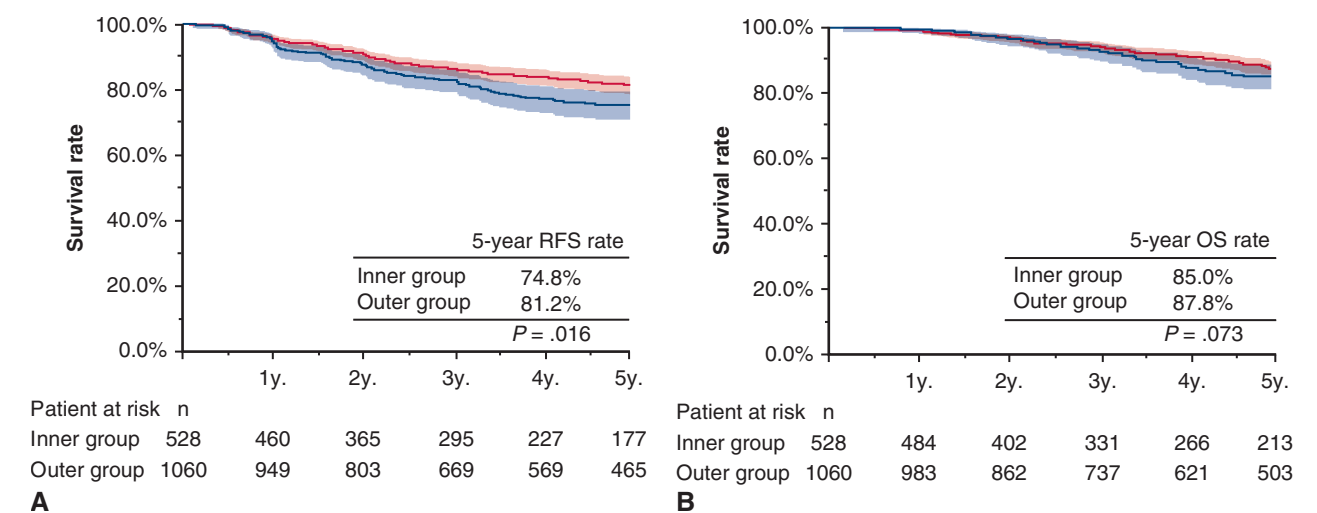 100.0%
80.0%
60.0%
40.0%
20.0%
0.0%
Survival rate
5-year RFS rate
Inner group 74.8%
Outer group 81.2%
P = .016
1y. 2y. 3y. 4y. 5y.
Patient at risk n
Inner group 528 460 365 295 227 177
Outer group 1060 949 803 669 569 465
A
100.0%
80.0%
60.0%
40.0%
20.0%
0.0%
Survival rate
5-year OS rate
Inner group 85.0%
Outer group 87.8%
P = .073
1y. 2y. 3y. 4y. 5y.
Patient at risk n
Inner group 528 484 402 331 266 213
Outer group 1060 983 862 737 621 503
B